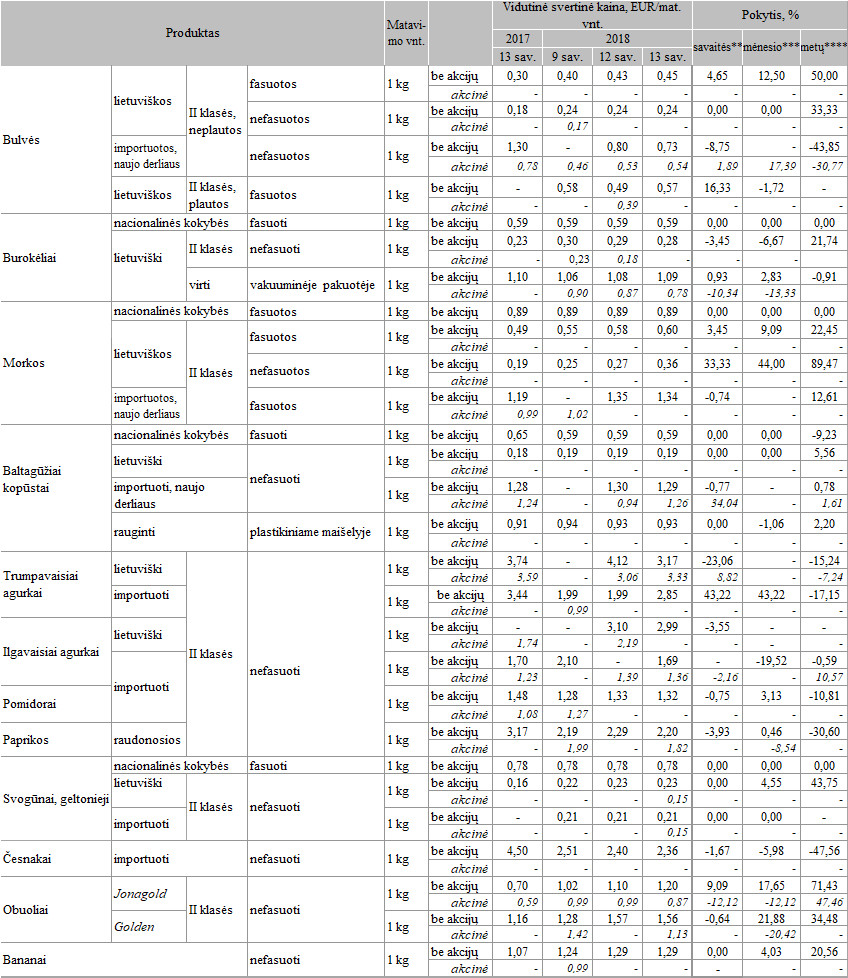 Produktas Matavi- Vidutinė svertinė kaina, EUR/mat. Pokytis, %
mo vnt. vnt.
2017 2018 savaitės** mėnesio*** metų****
13 sav. 9 sav. 12 sav. 13 sav.
Bulvės lietuviškos II klasės, neplautos fasuotos 1 kg be akcijų 0,30 0,40 0,43 0,45 4,65 12,50 50,00
akcinė - - - - - - -
nefasuotos 1 kg be akcijų 0,18 0,24 0,24 0,24 0,00 0,00 33,33
akcinė - 0,17 - - - - -
importuotos, naujo derliaus nefasuotos 1 kg be akcijų 1,30 - 0,80 0,73 -8,75 - -43,85
akcinė 0,78 0,46 0,53 0,54 1,89 17,39 -30,77
lietuviškos II klasės, plautos fasuotos 1 kg be akcijų - 0,58 0,49 0,57 16,33 -1,72 -
akcinė - - 0,39 - - - -
Burokėliai nacionalinės kokybės fasuoti 1 kg be akcijų 0,59 0,59 0,59 0,59 0,00 0,00 0,00
lietuviški II klasės nefasuoti 1 kg be akcijų 0,23 0,30 0,29 0,28 -3,45 -6,67 21,74
akcinė - 0,23 0,18 - - - -
virti vakuuminėje pakuotėje 1 kg be akcijų 1,10 1,06 1,08 1,09 0,93 2,83 -0,91
akcinė - 0,90 0,87 0,78 -10,34 -13,33
Morkos nacionalinės kokybės fasuotos 1 kg be akcijų 0,89 0,89 0,89 0,89 0,00 0,00 0,00
lietuviškos II klasės fasuotos 1 kg be akcijų 0,49 0,55 0,58 0,60 3,45 9,09 22,45
akcinė - - - - - - -
nefasuotos 1 kg be akcijų 0,19 0,25 0,27 0,36 33,33 44,00 89,47
akcinė - - - - - - -
importuotos, naujo derliaus fasuotos 1 kg be akcijų 1,19 - 1,35 1,34 -0,74 - 12,61
akcinė 0,99 1,02 - - - - -
Baltagūžiai kopūstai nacionalinės kokybės fasuoti 1 kg be akcijų 0,65 0,59 0,59 0,59 0,00 0,00 -9,23
lietuviški nefasuoti 1 kg be akcijų 0,18 0,19 0,19 0,19 0,00 0,00 5,56
akcinė - - - - - - -
importuoti, naujo derliaus 1 kg be akcijų 1,28 - 1,30 1,29 -0,77 - 0,78
akcinė 1,24 - 0,94 1,26 34,04 - 1,61
rauginti plastikiniame maišelyje 1 kg be akcijų 0,91 0,94 0,93 0,93 0,00 -1,06 2,20
akcinė - - - - - - -
Trumpavaisiai agurkai lietuviški II klasės nefasuoti 1 kg be akcijų 3,74 - 4,12 3,17 -23,06 - -15,24
akcinė 3,59 - 3,06 3,33 8,82 - -7,24
importuoti 1 kg be akcijų 3,44 1,99 1,99 2,85 43,22 43,22 -17,15
akcinė - 0,99 - - - - -
Ilgavaisiai agurkai lietuviški 1 kg be akcijų - - 3,10 2,99 -3,55 - -
akcinė 1,74 - 2,19 - - - -
importuoti 1 kg be akcijų 1,70 2,10 - 1,69 - -19,52 -0,59
akcinė 1,23 - 1,39 1,36 -2,16 - 10,57
Pomidorai 1 kg be akcijų 1,48 1,28 1,33 1,32 -0,75 3,13 -10,81
akcinė 1,08 1,27 - - - - -
Paprikos raudonosios 1 kg be akcijų 3,17 2,19 2,29 2,20 -3,93 0,46 -30,60
akcinė - 1,99 - 1,82 - -8,54 -
Svogūnai, geltonieji nacionalinės kokybės fasuoti 1 kg be akcijų 0,78 0,78 0,78 0,78 0,00 0,00 0,00
lietuviški II klasės nefasuoti 1 kg be akcijų 0,16 0,22 0,23 0,23 0,00 4,55 43,75
akcinė - - - 0,15 - - -
importuoti 1 kg be akcijų - 0,21 0,21 0,21 0,00 0,00 -
akcinė - - - 0,15 - - -
Česnakai importuoti nefasuoti 1 kg be akcijų 4,50 2,51 2,40 2,36 -1,67 -5,98 -47,56
akcinė - - - - - - -
Obuoliai Jonagold II klasės nefasuoti 1 kg be akcijų 0,70 1,02 1,10 1,20 9,09 17,65 71,43
akcinė 0,59 0,99 0,99 0,87 -12,12 -12,12 47,46
Golden 1 kg be akcijų 1,16 1,28 1,57 1,56 -0,64 21,88 34,48
akcinė - 1,42 - 1,13 - -20,42 -
Bananai nefasuoti 1 kg be akcijų 1,07 1,24 1,29 1,29 0,00 4,03 20,56
akcinė - 0,99 - - - - -